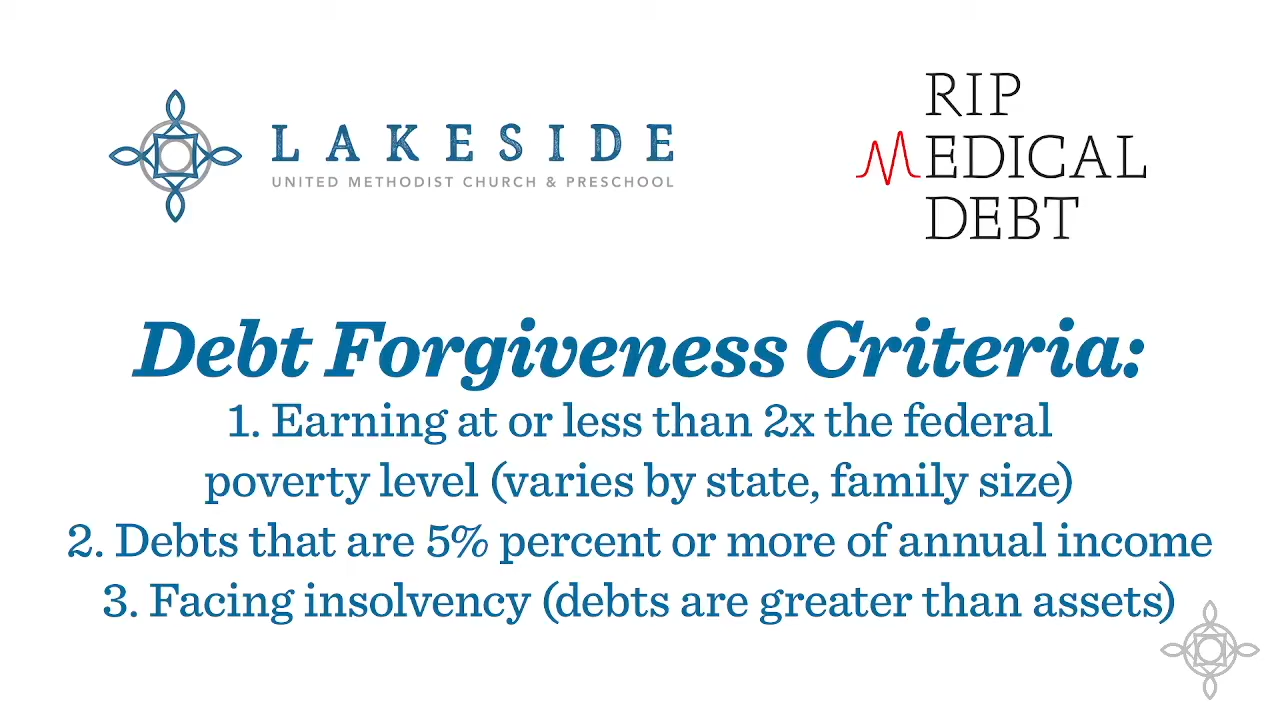 LAKESIDE
UNITED METHODIST CHURCH & PRESCHOOL
RIP
MEDICAL
DEBT
Debt Forgiveness Criteria:
1. Earning at or less than 2x the federal
poverty level (varies by state, family size)
2. Debts that are 5% percent or more of annual income
3. Facing insolvency (debts are greater than assets)